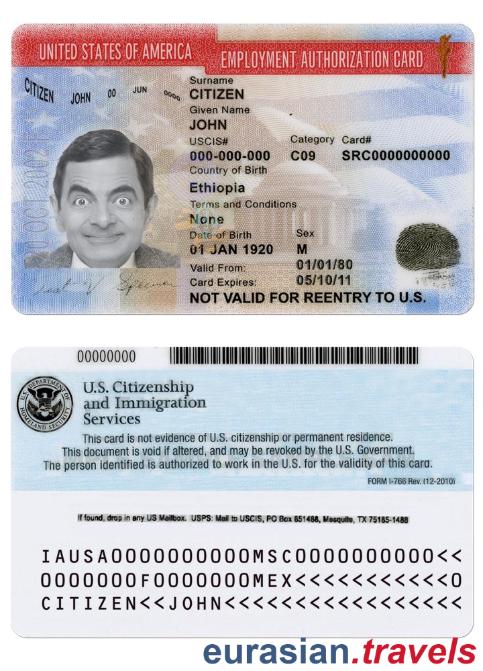 UNITED STATES OF AMERICA EMPLOYMENT AUTHORIZATION CARD
CITIZEN JOHN 00 JUN 0000
Surname
CITIZEN
Given Name
JOHN
USCIS# Category Card#
000-000-000 C09 SRC0000000000
Country of Birth
Ethiopia
Terms and Conditions
None
Date of Birth Sex
01 JAN 1920 M
Valid From: 01/01/80
Card Expires: 05/10/11
NOT VALID FOR REENTRY TO U.S.
00000000
U.S. Citizenship
and Immigration
Services
This card is not evidence of U.S. citizenship or permanent residence.
This document is void if altered, and may be revoked by the U.S. Government.
The person identified is authorized to work in the U.S. for the validity of this card.
FORM I-766 Rev. (12-2010)
If found, drop in any US Mailbox. USPS: Mail to USCIS, PO Box 651488, Mesquite, TX 75185-1488
IAUSA0000000000MSC0000000000<<
0000000F0000000MEX<<<<<<<<<<<0
CITIZEN<<JOHN<<<<<<<<<<<<<<<<<
eurasian.travels